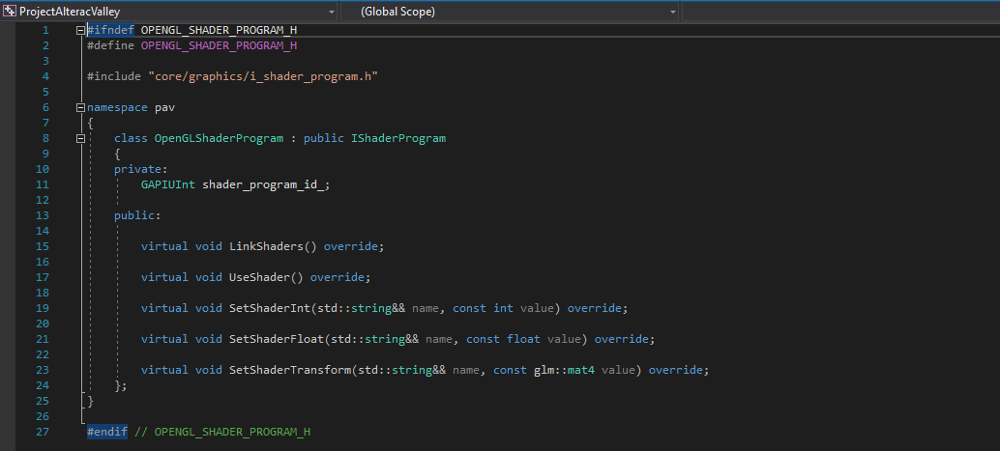 ProjectAlteracValley (Global Scope)
1 #ifndef OPENGL_SHADER_PROGRAM_H
2 #define OPENGL_SHADER_PROGRAM_H
3
4 #include "core/graphics/i_shader_program.h"
5
6 namespace pav
7 {
8 class OpenGLShaderProgram : public IShaderProgram
9 {
10 private:
11 GAPIUInt shader_program_id_;
12
13 public:
14
15 virtual void LinkShaders() override;
16
17 virtual void UseShader() override;
18
19 virtual void SetShaderInt(std::string&& name, const int value) override;
20
21 virtual void SetShaderFloat(std::string&& name, const float value) override;
22
23 virtual void SetShaderTransform(std::string&& name, const glm::mat4 value) override;
24 };
25 }
26
27 #endif // OPENGL_SHADER_PROGRAM_H